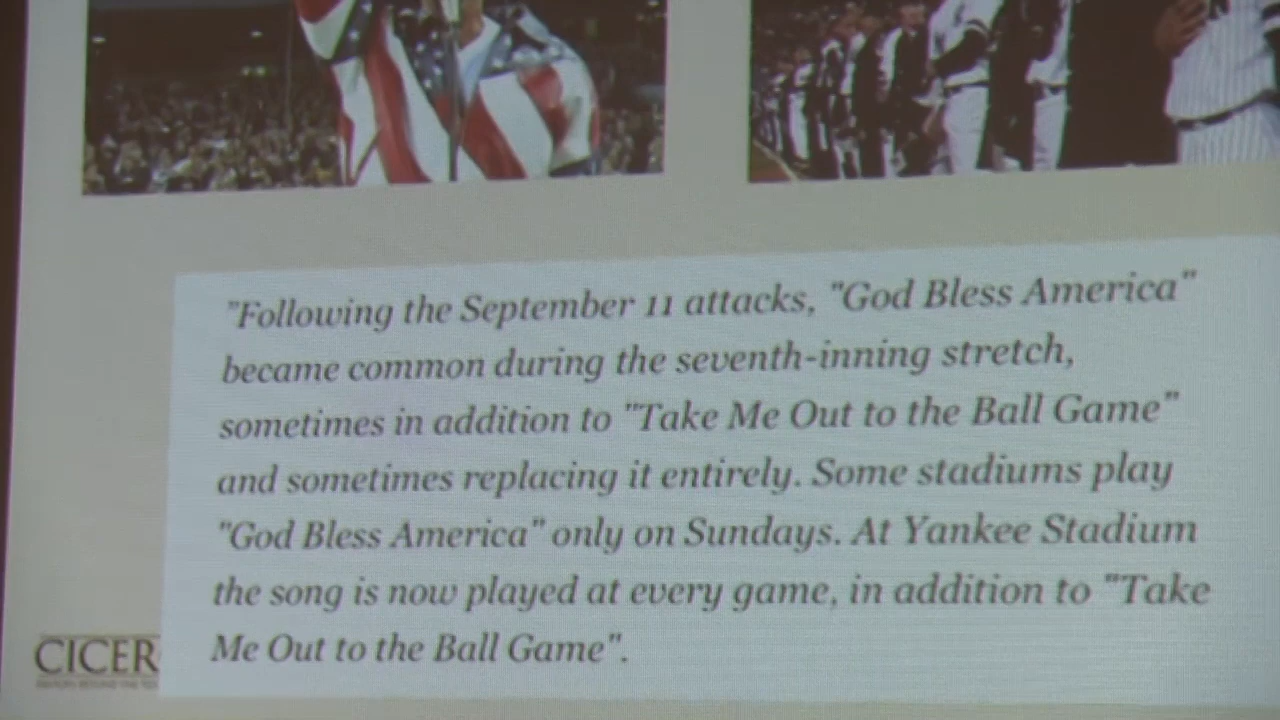 "Following the September 11 attacks, "God Bless America"
became common during the seventh-inning stretch,
sometimes in addition to "Take Me Out to the Ball Game"
and sometimes replacing it entirely. Some stadiums play
"God Bless America" only on Sundays. At Yankee Stadium
the song is now played at every game, in addition to "Take
Me Out to the Ball Game".
CICER